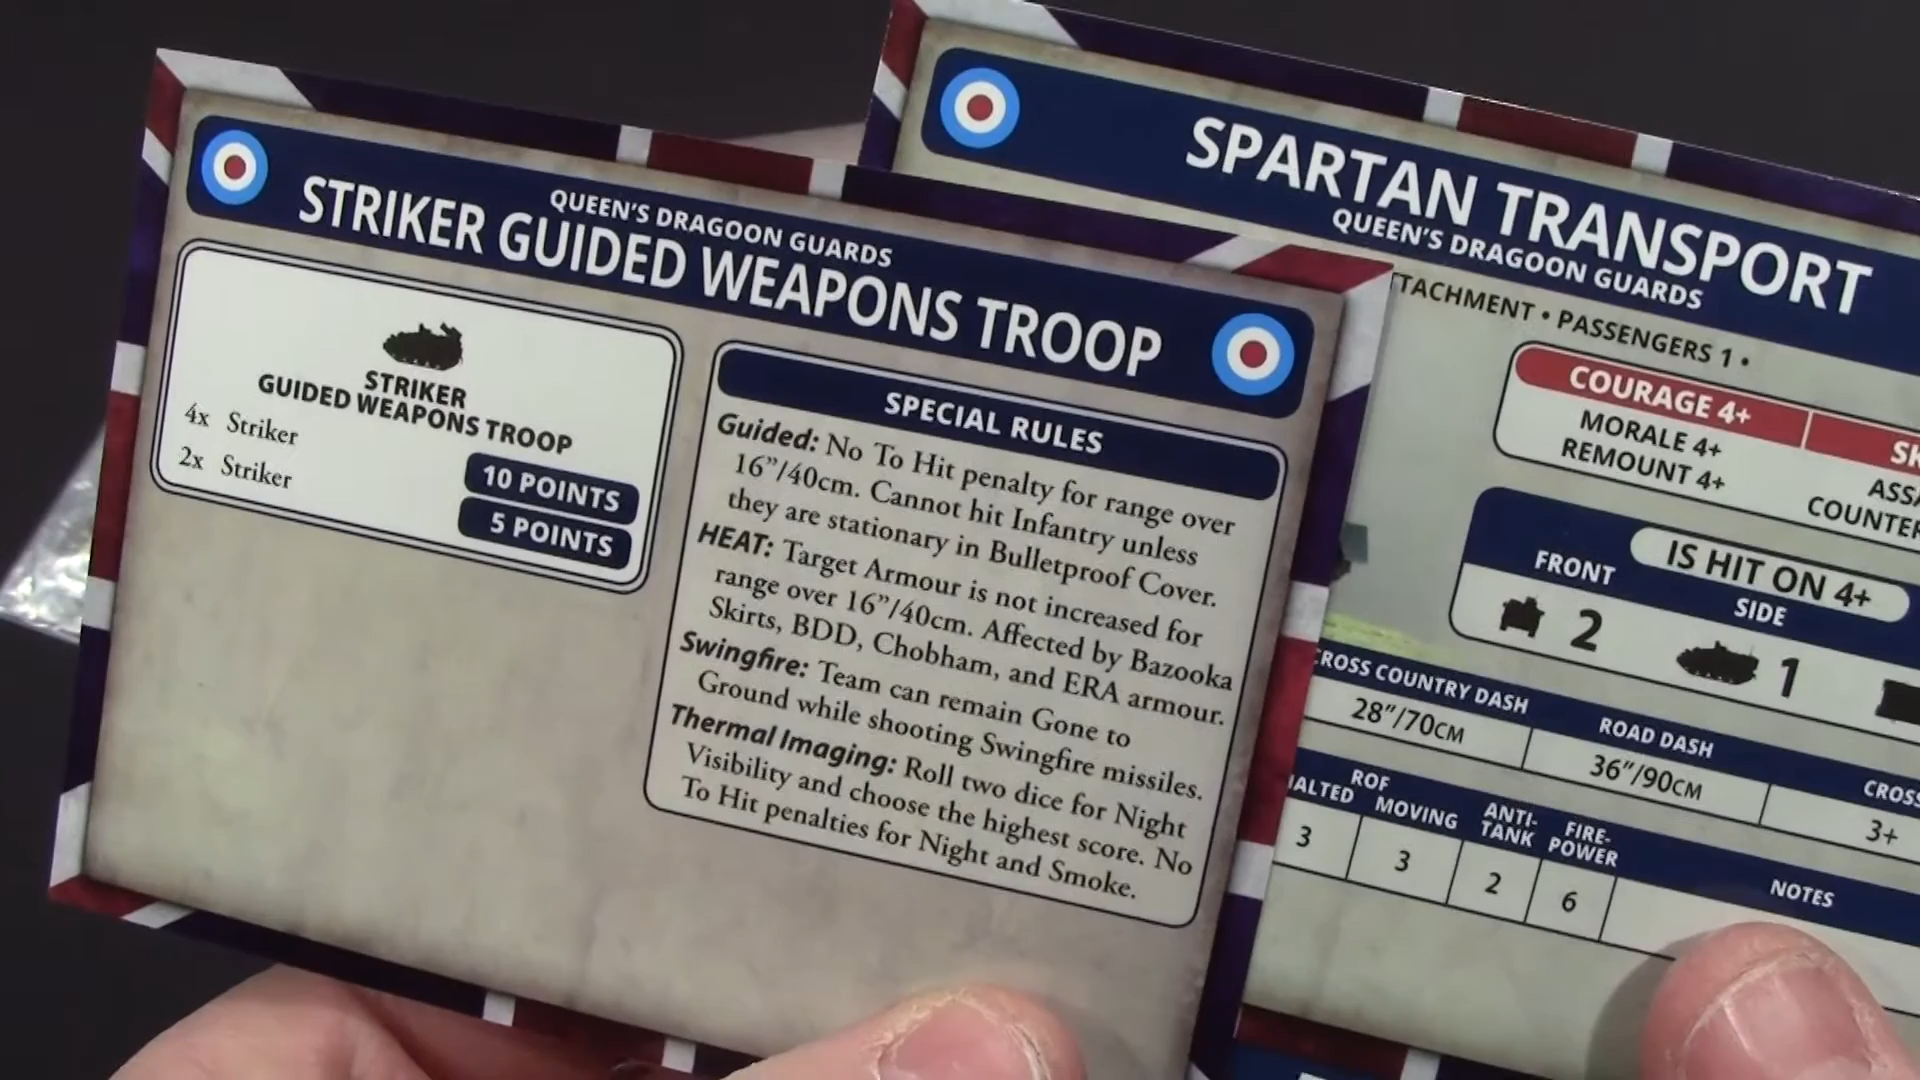 QUEEN'S DRAGOON GUARDS
STRIKER GUIDED WEAPONS TROOP
STRIKER
GUIDED WEAPONS TROOP
4x Striker
10 POINTS
2x Striker
5 POINTS
SPECIAL RULES
Guided: No To Hit penalty for range over
16”/40cm. Cannot hit Infantry unless
they are stationary in Bulletproof Cover.
HEAT: Target Armour is not increased for
range over 16”/40cm. Affected by Bazooka
Skirts, BDD, Chobham, and ERA armour.
Swingfire: Team can remain Gone to
Ground while shooting Swingfire missiles.
Thermal Imaging: Roll two dice for Night
Visibility and choose the highest score. No
To Hit penalties for Night and Smoke.
SPARTAN TRANSPORT
QUEEN'S DRAGOON GUARDS
TACHMENT • PASSENGERS 1 •
COURAGE 4+
SK
MORALE 4+
REMOUNT 4+
ASSA
COUNTER
IS HIT ON 4+
FRONT
SIDE
2
1
CROSS COUNTRY DASH
ROAD DASH
CROSS
28”/70CM
36”/90CM
3+
ROF
HALTED
MOVING
ANTI-
TANK
FIRE-
POWER
NOTES
3
3
2
6